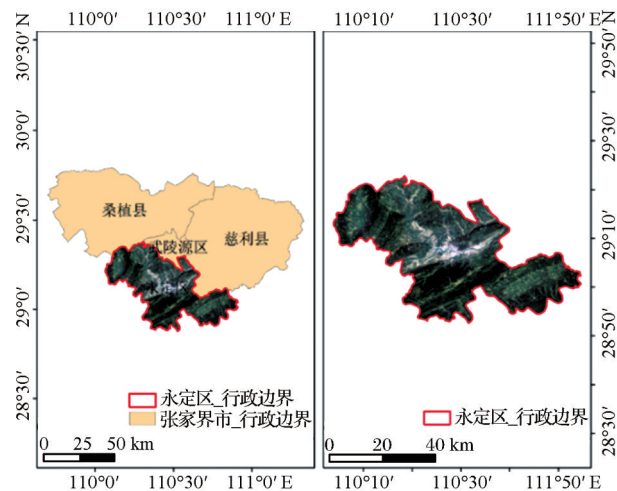 110°0′ 110°30′ 111°0′ E
30°30′ N
30°0′
29°30′
29°0′
28°30′
桑植县
武陵源区
慈利县
永定区_行政边界
张家界市_行政边界
0 25 50 km
110°0′ 110°30′ 111°0′ E
110°10′ 110°30′ 111°50′ E
29°50′ N
29°30′
29°10′
28°50′
28°30′
永定区_行政边界
0 20 40 km
110°10′ 110°30′ 111°50′ E